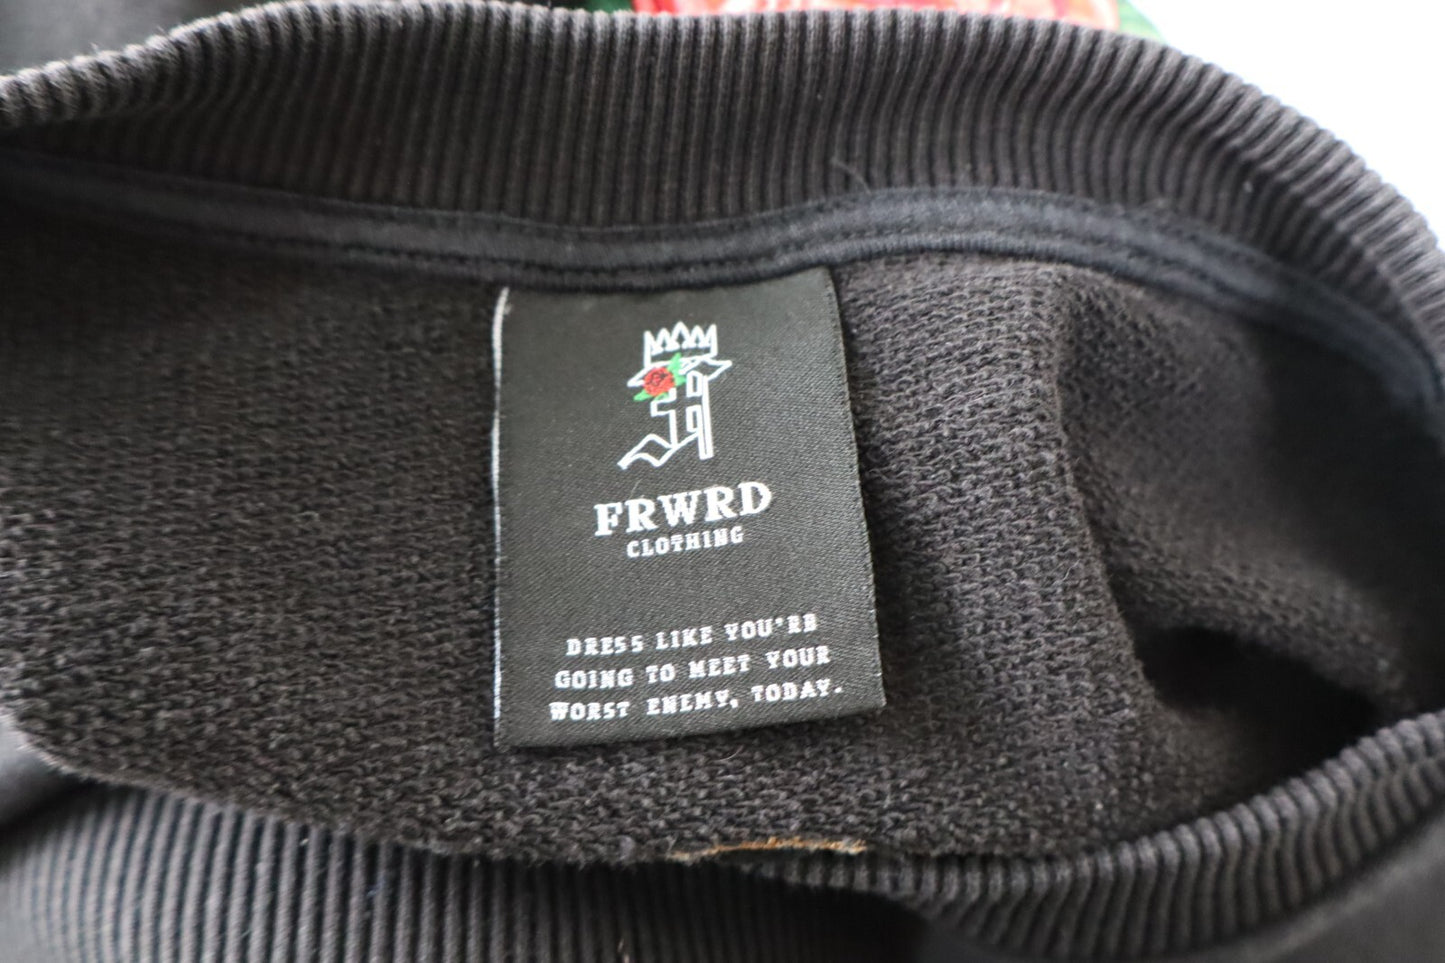 FRWRD
CLOTHING
DRESS LIKE YOU'RE
GOING TO MEET YOUR
WORST ENEMY, TODAY.